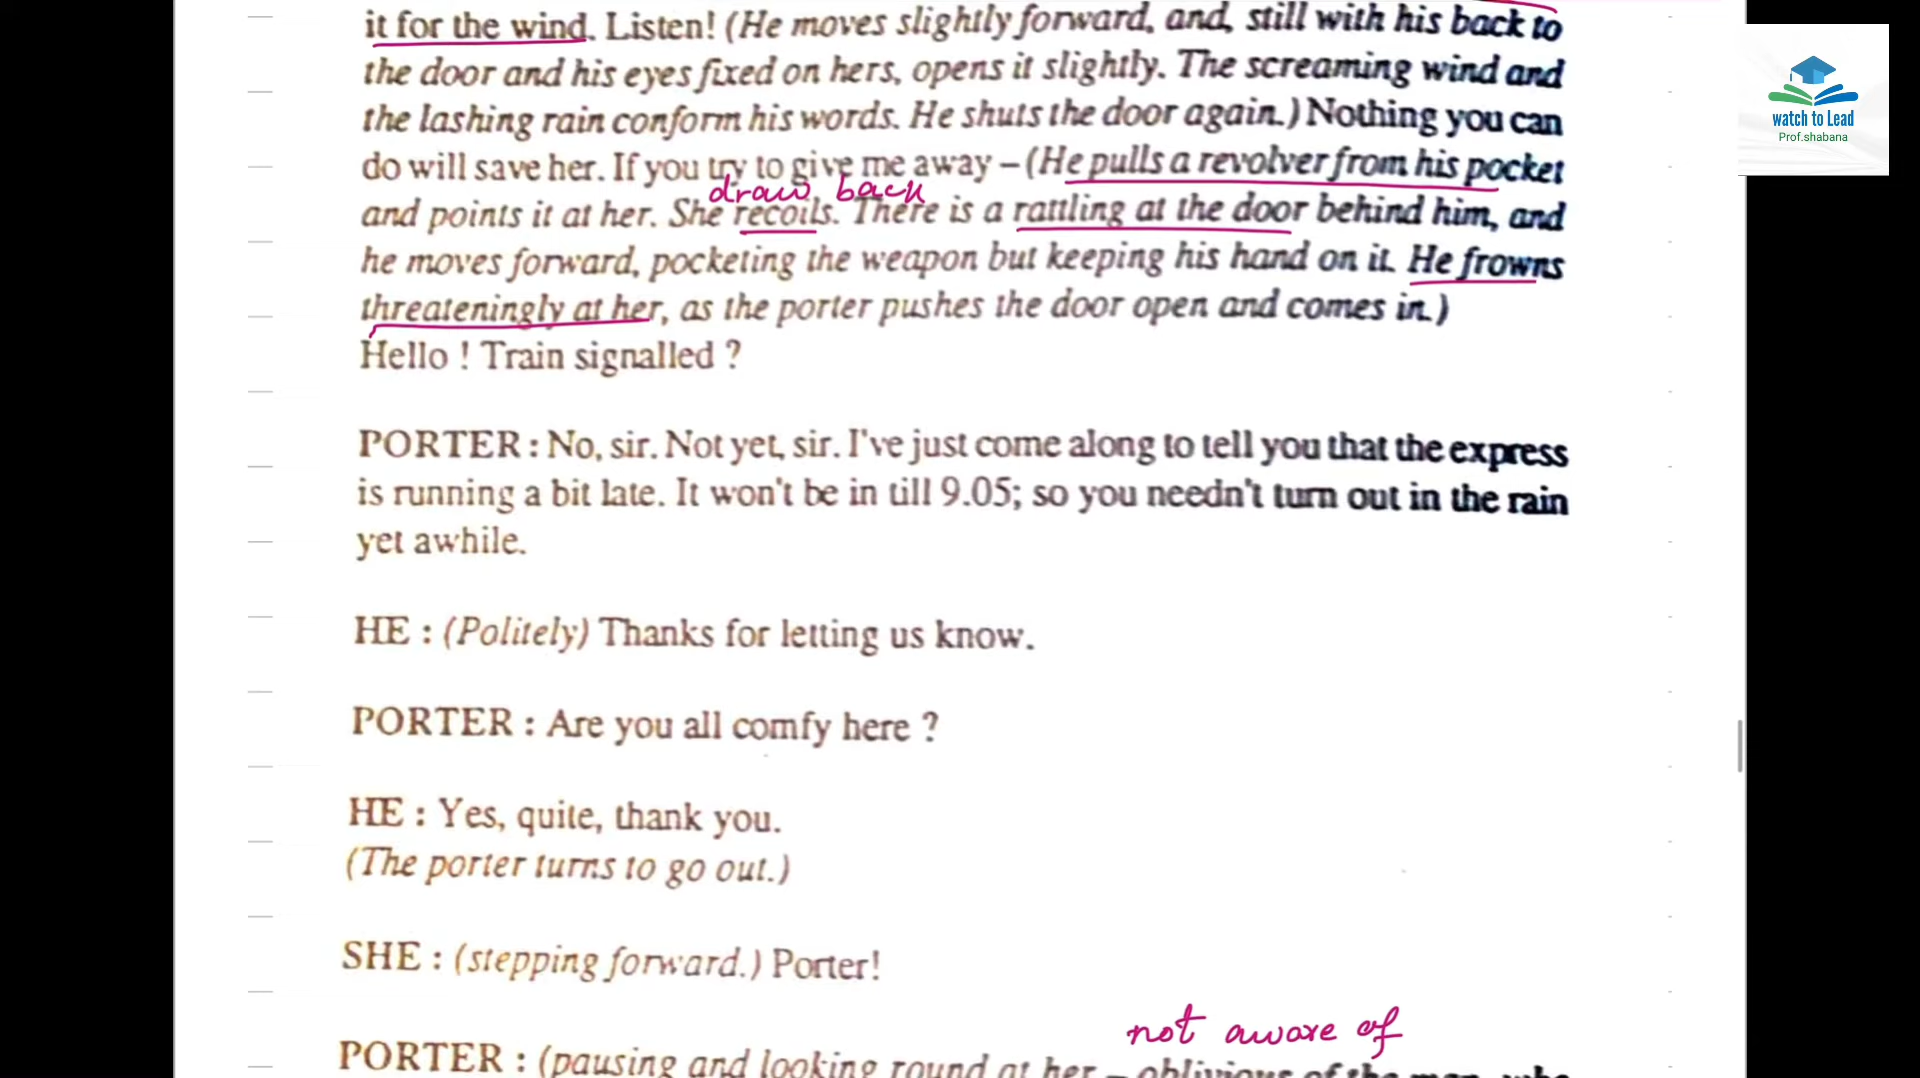 it for the wind. Listen! (He moves slightly forward, and, still with his back to
the door and his eyes fixed on hers, opens it slightly. The screaming wind and
the lashing rain conform his words. He shuts the door again.) Nothing you can
do will save her. If you try to give me away – (He pulls a revolver from his pocket
draw back
and points it at her. She recoils. There is a rattling at the door behind him, and
he moves forward, pocketing the weapon but keeping his hand on it. He frowns
threateningly at her, as the porter pushes the door open and comes in.)
Hello ! Train signalled ?
PORTER : No, sir. Not yet, sir. I've just come along to tell you that the express
is running a bit late. It won't be in till 9.05; so you needn't turn out in the rain
yet awhile.
HE : (Politely) Thanks for letting us know.
PORTER : Are you all comfy here ?
HE : Yes, quite, thank you.
(The porter turns to go out.)
SHE : (stepping forward.) Porter!
not aware of
PORTER : (pausing and looking round at her – oblivious of the man, who
watch to Lead
Prof.shabana